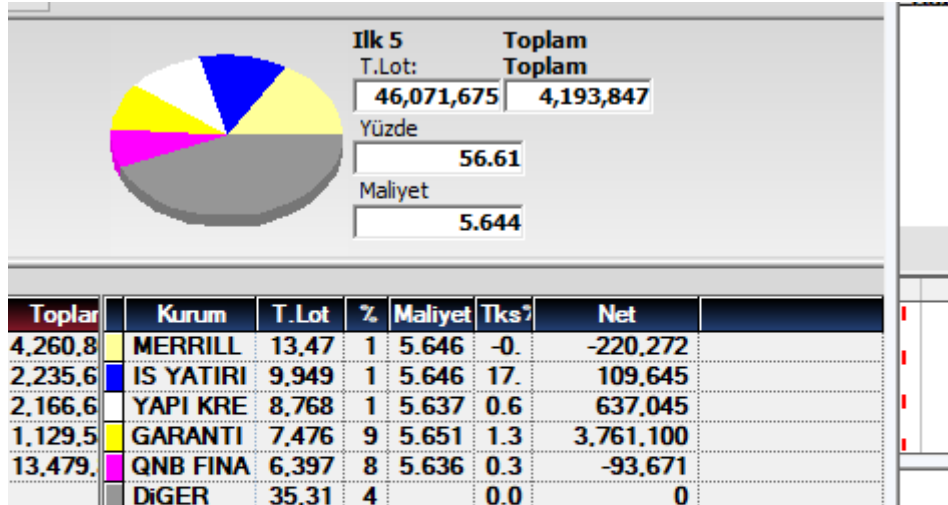 Ilk 5 Toplam
T.Lot: Toplam
46,071,675 4,193,847
Yüzde
56.61
Maliyet
5.644
Toplar Kurum T.Lot % Maliyet Tks% Net
4,260,8 MERRILL 13,47 1 5.646 -0. -220,272
2,235,6 IS YATIRI 9,949 1 5.646 17. 109,645
2,166,6 YAPI KRE 8,768 1 5.637 0.6 637,045
1,129,5 GARANTI 7,476 9 5.651 1.3 3,761,100
13,479, QNB FINA 6,397 8 5.636 0.3 -93,671
DiGER 35,31 4 0.0 0